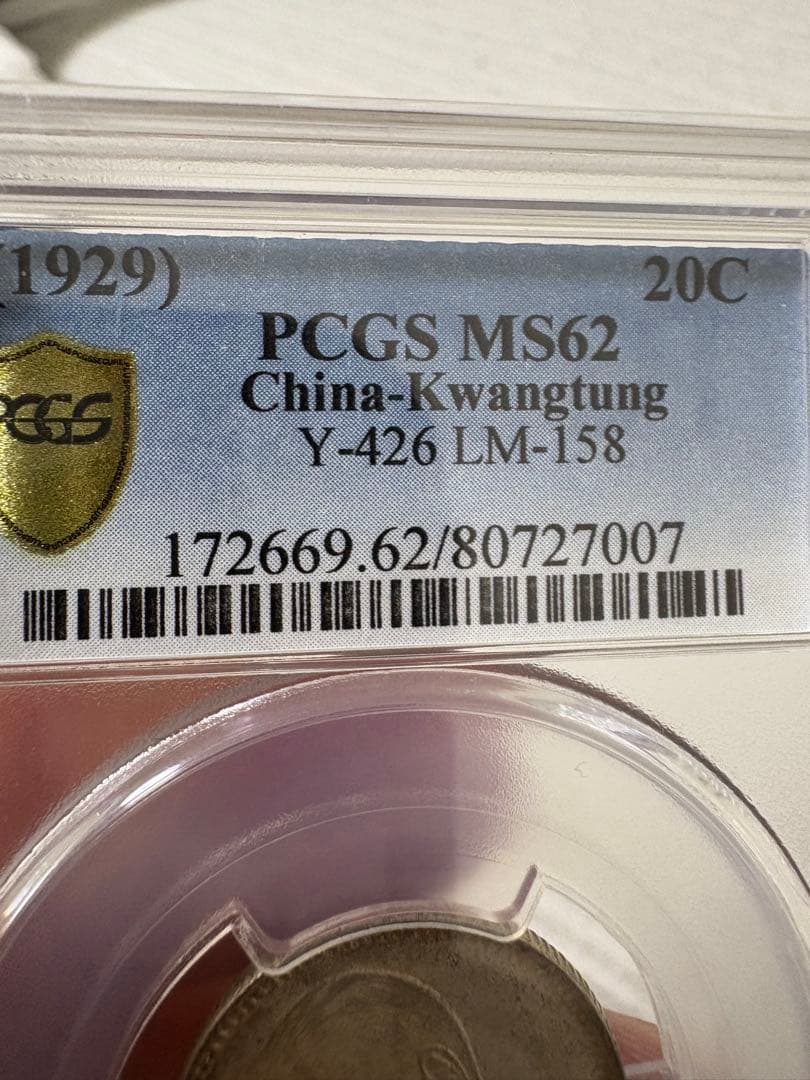 (1929) 20C
PCGS MS62
China-Kwangtung
Y-426 LM-158
PCGS
172669.62/80727007